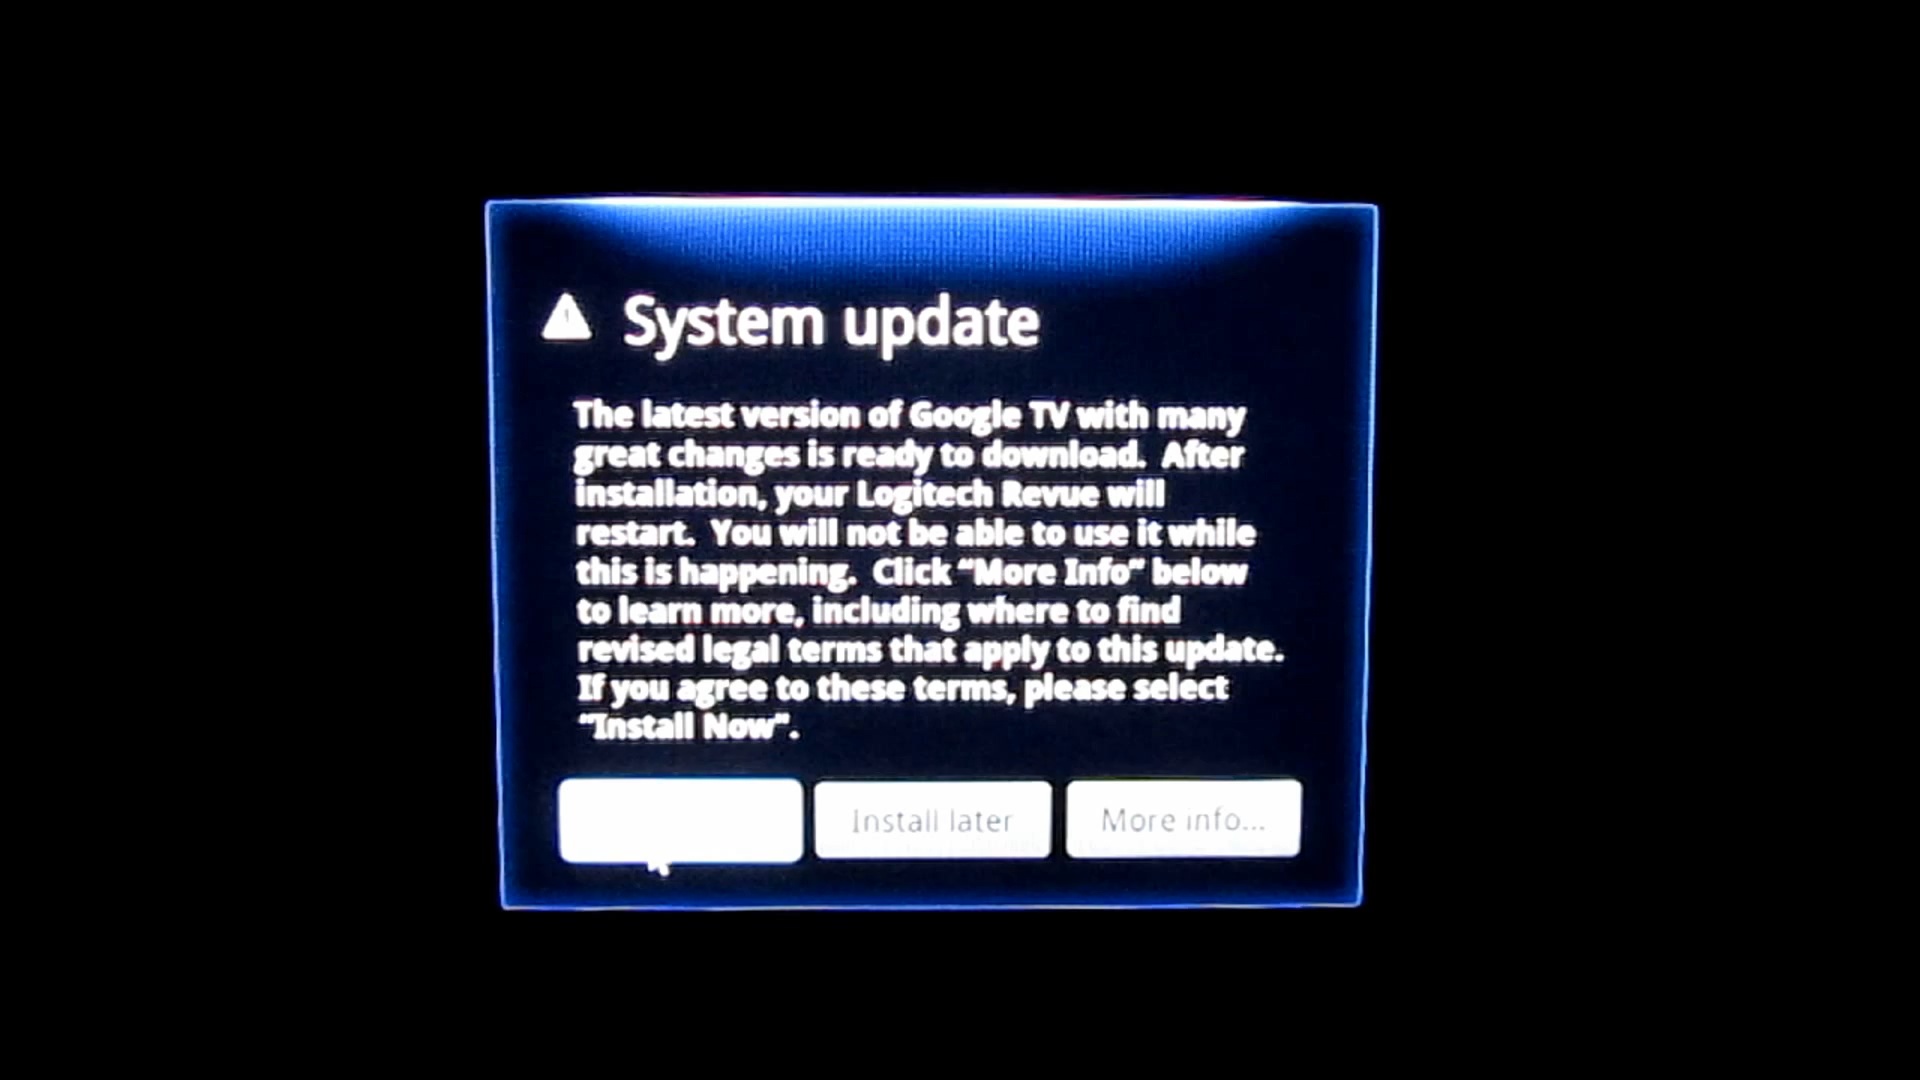 System update
The latest version of Google TV with many
great changes is ready to download. After
installation, your Logitech Revue will
restart. You will not be able to use it while
this is happening. Click “More Info” below
to learn more, including where to find
revised legal terms that apply to this update.
If you agree to these terms, please select
“Install Now”.
Install later
More info...